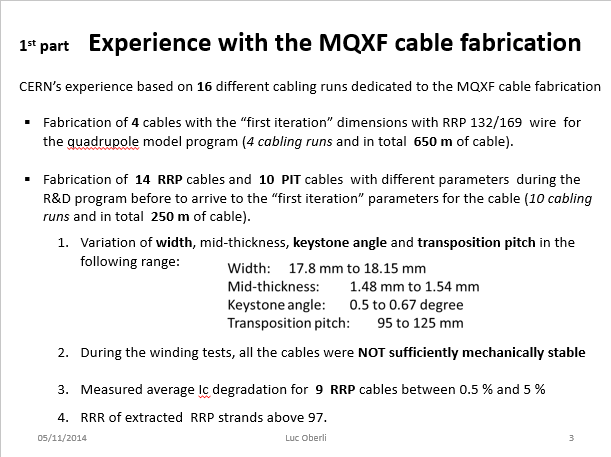 1st part Experience with the MQXF cable fabrication
CERN's experience based on 16 different cabling runs dedicated to the MQXF cable fabrication
▪ Fabrication of 4 cables with the “first iteration” dimensions with RRP 132/169 wire for
the quadrupole model program (4 cabling runs and in total 650 m of cable).
▪ Fabrication of 14 RRP cables and 10 PIT cables with different parameters during the
R&D program before to arrive to the “first iteration” parameters for the cable (10 cabling
runs and in total 250 m of cable).
1. Variation of width, mid-thickness, keystone angle and transposition pitch in the
following range:
Width: 17.8 mm to 18.15 mm
Mid-thickness: 1.48 mm to 1.54 mm
Keystone angle: 0.5 to 0.67 degree
Transposition pitch: 95 to 125 mm
2. During the winding tests, all the cables were NOT sufficiently mechanically stable
3. Measured average Ic degradation for 9 RRP cables between 0.5 % and 5 %
4. RRR of extracted RRP strands above 97.
05/11/2014 Luc Oberli 3